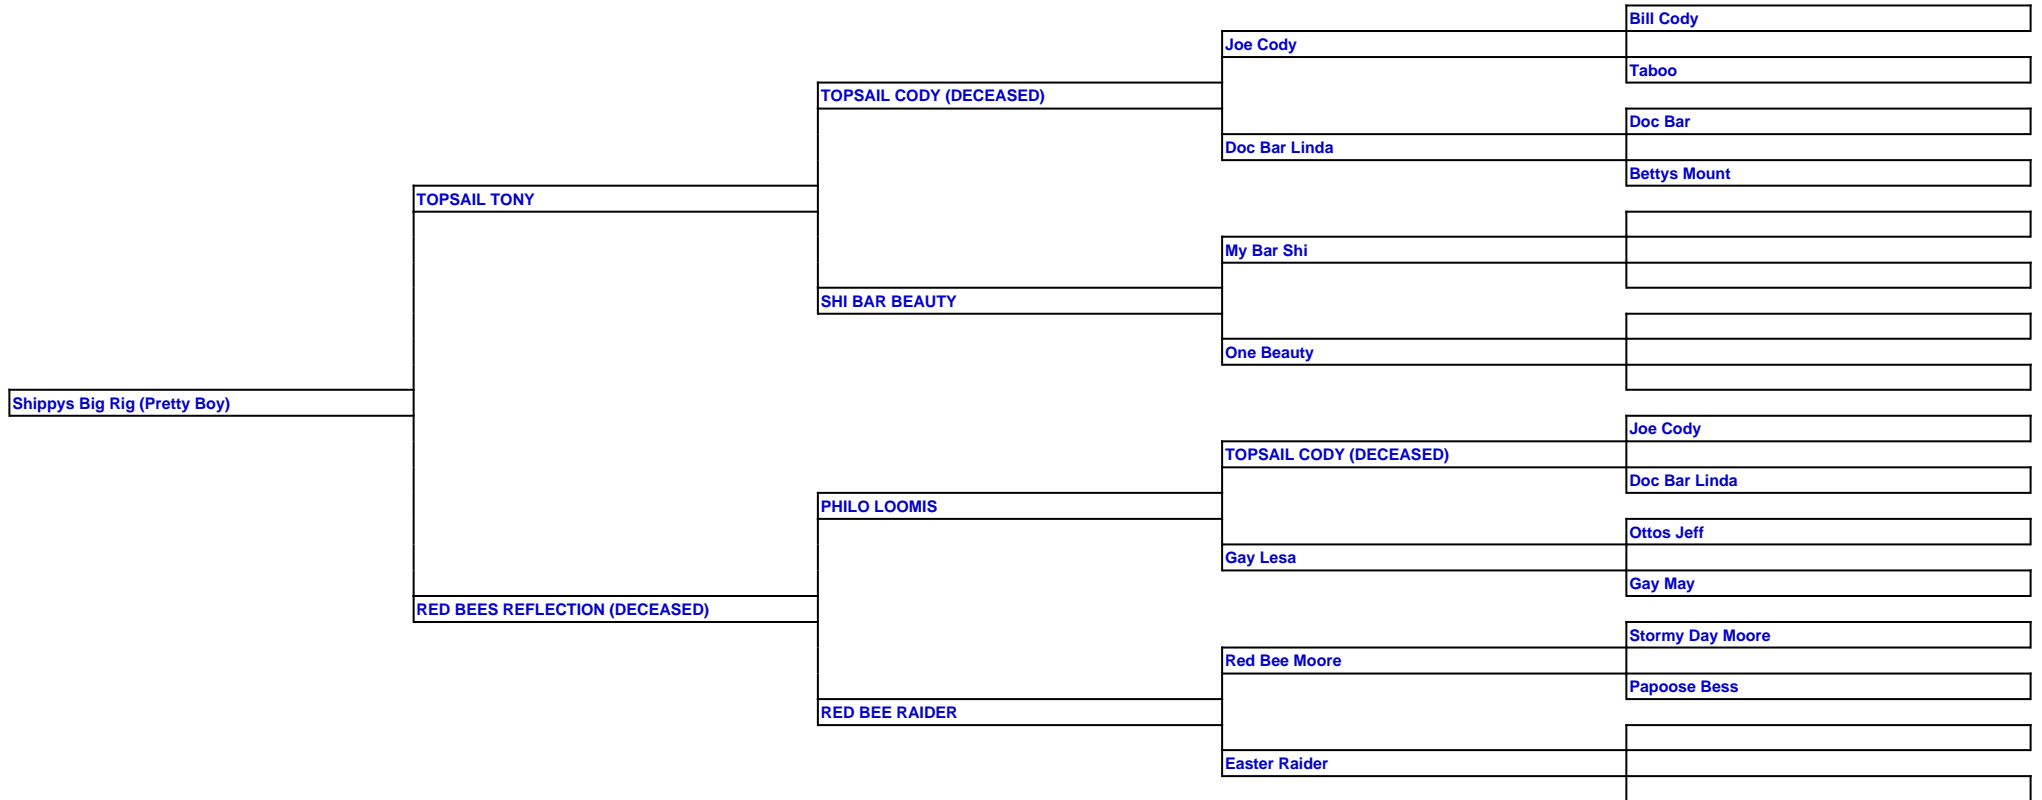 Bill Cody
Joe Cody
Taboo
TOPSAIL CODY (DECEASED)
Doc Bar
Doc Bar Linda
Bettys Mount
TOPSAIL TONY
My Bar Shi
SHI BAR BEAUTY
One Beauty
Shippys Big Rig (Pretty Boy)
Joe Cody
TOPSAIL CODY (DECEASED)
Doc Bar Linda
PHILO LOOMIS
Ottos Jeff
Gay Lesa
Gay May
RED BEES REFLECTION (DECEASED)
Stormy Day Moore
Red Bee Moore
Papoose Bess
RED BEE RAIDER
Easter Raider